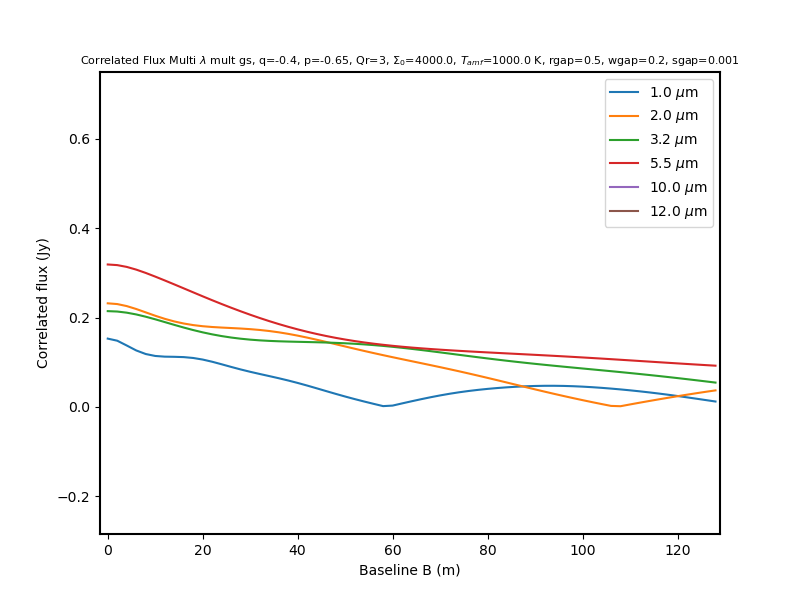 Correlated Flux Multi λ mult gs, q=-0.4, p=-0.65, Qr=3, Σ₀=4000.0, T_amf=1000.0 K, rgap=0.5, wgap=0.2, sgap=0.001
1.0 μm
2.0 μm
3.2 μm
5.5 μm
10.0 μm
12.0 μm
0.6
0.4
0.2
0.0
−0.2
Correlated flux (Jy)
0 20 40 60 80 100 120
Baseline B (m)